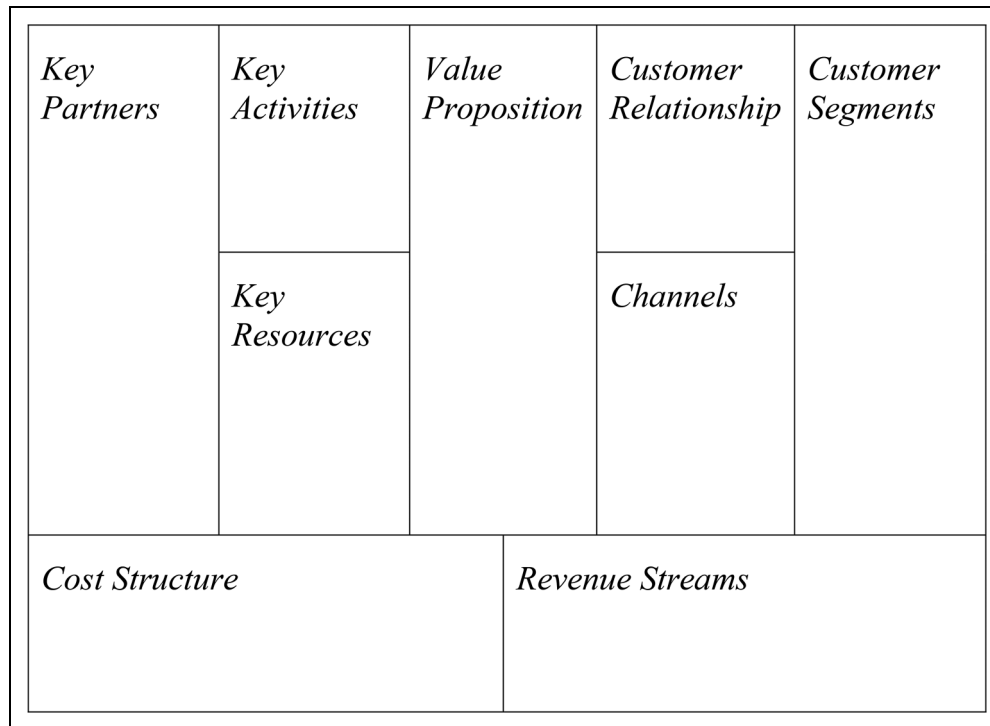 Key
Partners
Key
Activities
Key
Resources
Value
Proposition
Customer
Relationship
Channels
Customer
Segments
Cost Structure
Revenue Streams